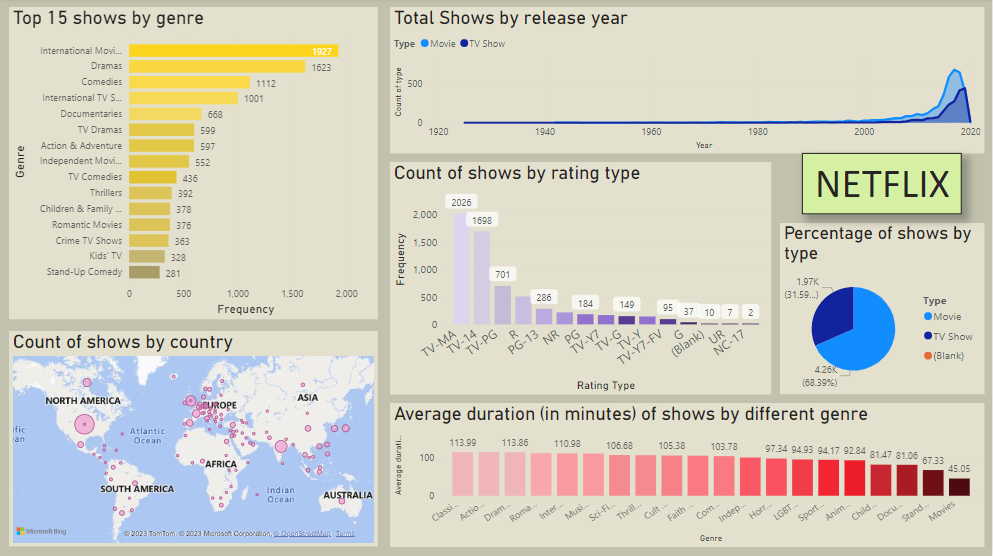 Top 15 shows by genre
Genre
International Movi... 1927
Dramas 1623
Comedies 1112
International TV S... 1001
Documentaries 668
TV Dramas 599
Action & Adventure 597
Independent Movi... 552
TV Comedies 436
Thrillers 392
Children & Family ... 378
Romantic Movies 376
Crime TV Shows 363
Kids' TV 328
Stand-Up Comedy 281
0 500 1,000 1,500 2,000
Frequency
Total Shows by release year
Type Movie TV Show
Count of type
500
0
1920 1940 1960 1980 2000 2020
Year
NETFLIX
Count of shows by rating type
Frequency
2,000
1,500
1,000
500
0
2026 1698 701 286 184 149 95 37 10 7 2
TV-MA TV-14 TV-PG R PG-13 NR PG TV-Y7 TV-G TV-Y TV-Y7-FV G (Blank) UR NC-17
Rating Type
Percentage of shows by
type
1.97K
(31.59...)
4.26K
(68.39%)
Type
Movie
TV Show
(Blank)
Count of shows by country
NORTH AMERICA
EUROPE
ASIA
Atlantic
Ocean
AFRICA
SOUTH AMERICA
Indian
Ocean
AUSTRALIA
Microsoft Bing
© 2023 TomTom, © 2023 Microsoft Corporation, © OpenStreetMap Terms
Average duration (in minutes) of shows by different genre
Average durati...
100
0
113.99 113.86 110.98 106.68 105.38 103.78 97.34 94.93 94.17 92.84 81.47 81.06 67.33 45.05
Classi... Actio... Dram... Roma... Inter... Musi... Sci-Fi... Thrill... Cult ... Faith ... Com... Indep... Horr... LGBT... Sport... Anim... Child... Docu... Stand... Movies
Genre